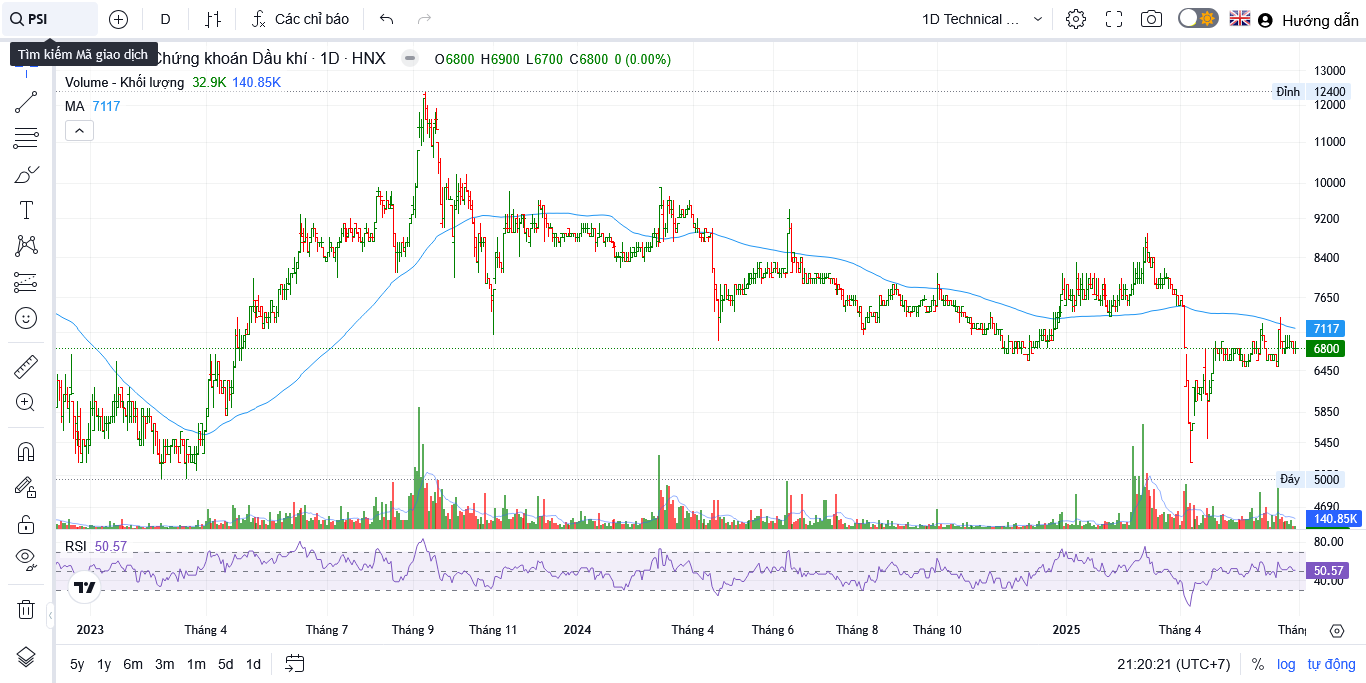 PSI
D
Các chỉ báo
1D Technical ...
Hướng dẫn
Tìm kiếm Mã giao dịch
Chứng khoán Dầu khí · 1D · HNX
O6800 H6900 L6700 C6800 0 (0.00%)
Volume - Khối lượng 32.9K 140.85K
MA 7117
13000
Đỉnh 12400
12000
11000
10000
9200
8400
7650
7117
6800
6450
5850
5450
Đáy 5000
4690
140.85K
RSI 50.57
80.00
50.57
40.00
2023 Tháng 4 Tháng 7 Tháng 9 Tháng 11 2024 Tháng 4 Tháng 6 Tháng 8 Tháng 10 2025 Tháng 4 Thán
5y 1y 6m 3m 1m 5d 1d
21:20:21 (UTC+7) % log tự động